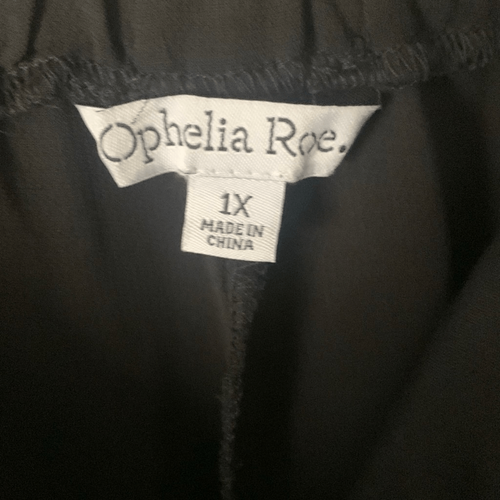 Ophelia Roe.
1X
MADE IN
CHINA